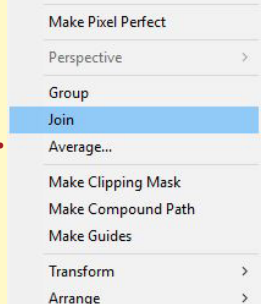 Make Pixel Perfect
Perspective
Group
Join
Average...
Make Clipping Mask
Make Compound Path
Make Guides
Transform
Arrange